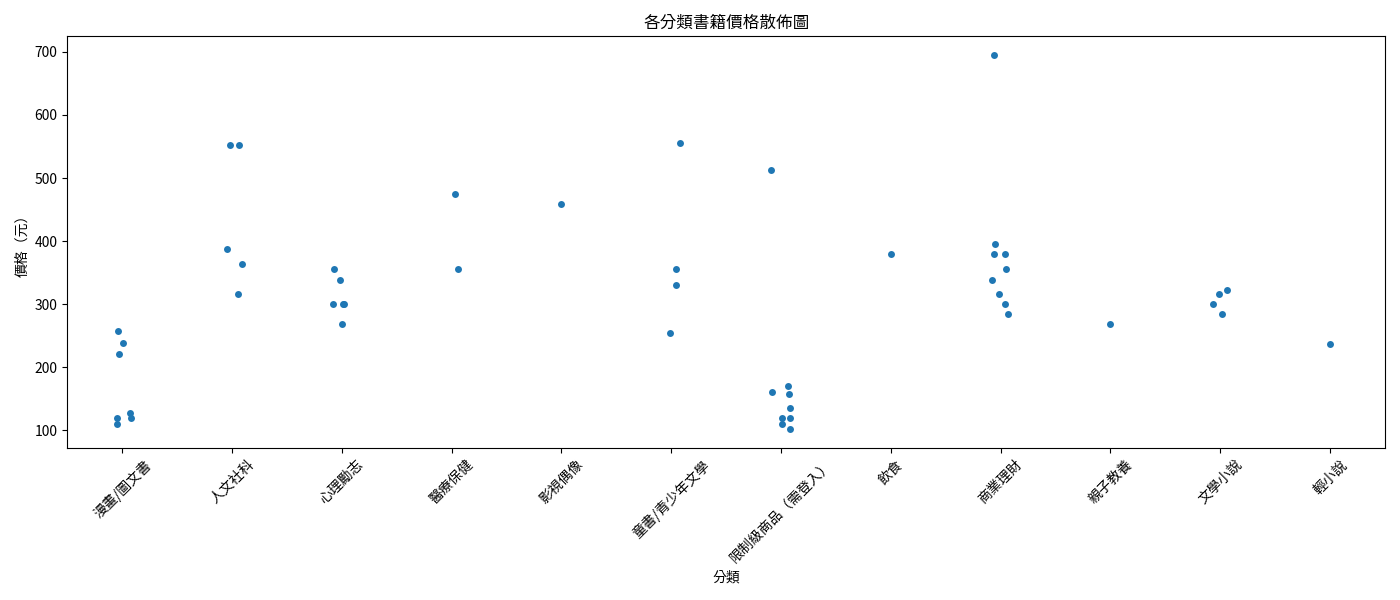 各分類書籍價格散佈圖
價格（元）
700
600
500
400
300
200
100
漫畫/圖文書
人文社科
心理勵志
醫療保健
影視偶像
童書/青少年文學
限制級商品（需登入）
飲食
商業理財
親子教養
文學小說
輕小說
分類